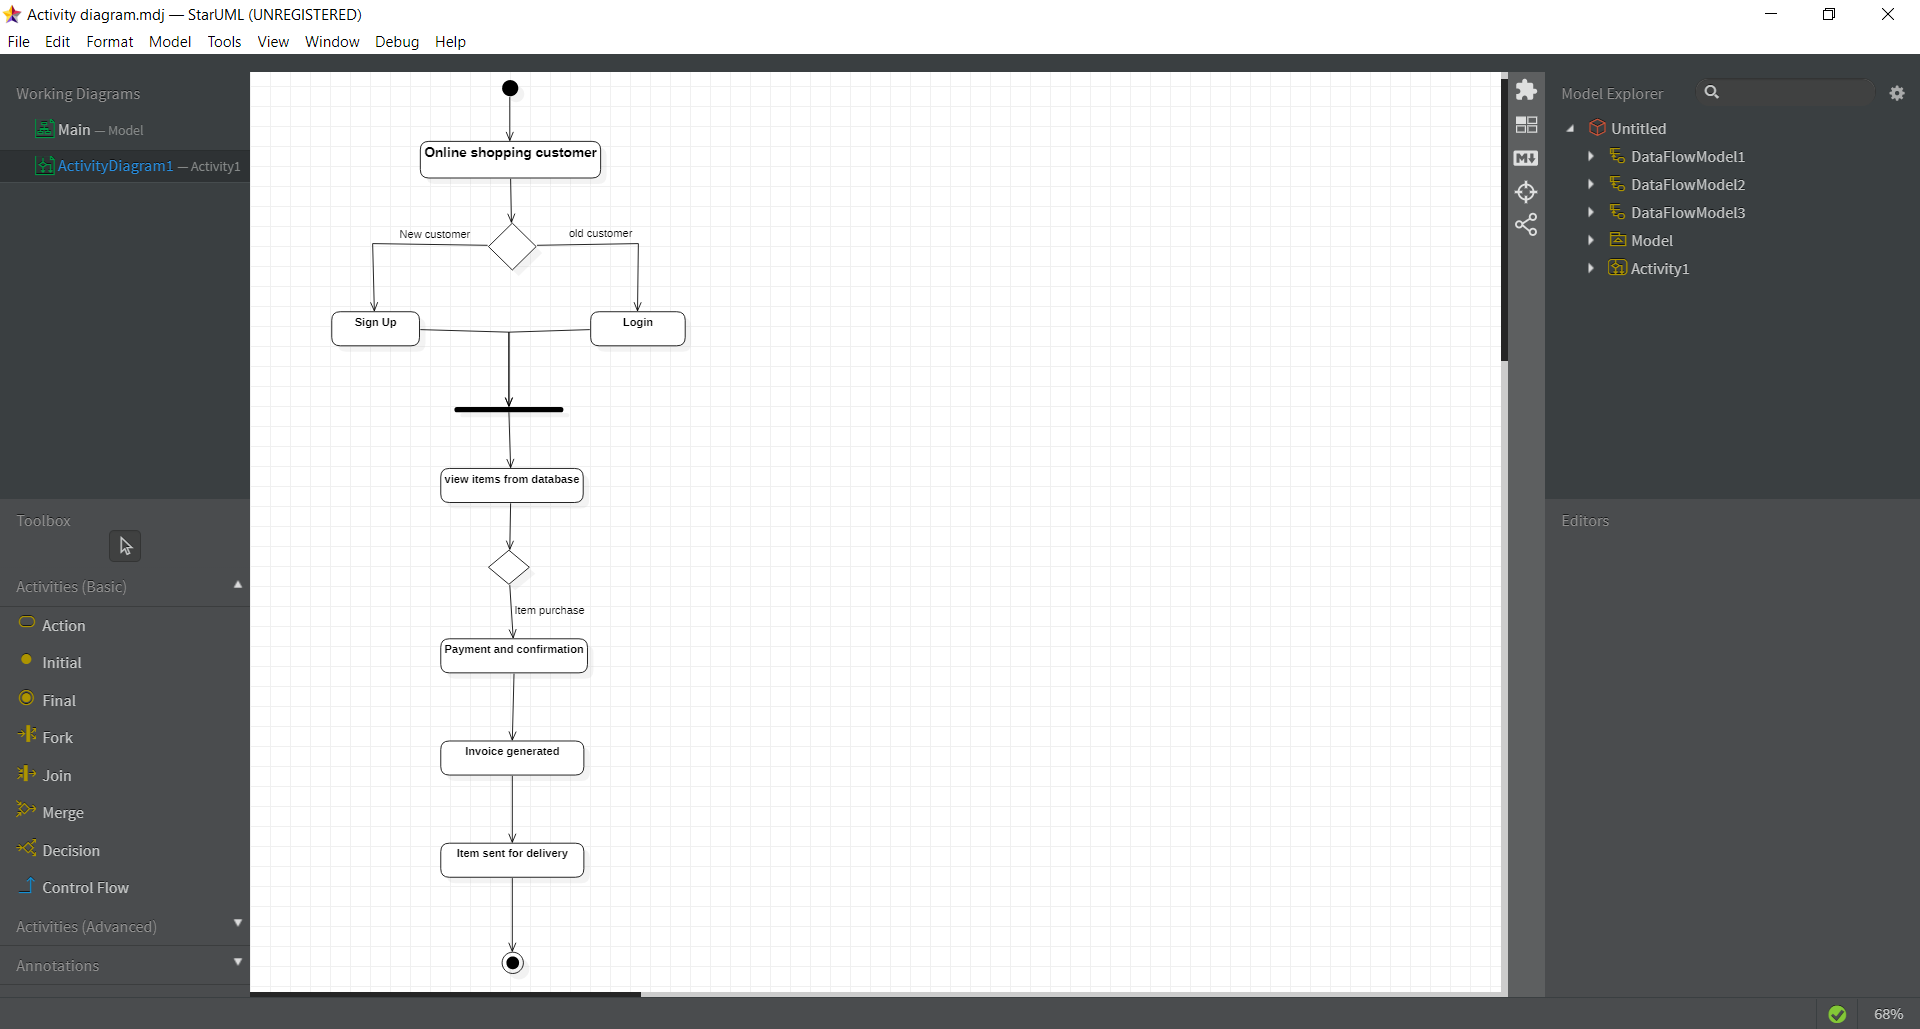 Activity diagram.mdj — StarUML (UNREGISTERED)
File Edit Format Model Tools View Window Debug Help
Working Diagrams
Main — Model
ActivityDiagram1 — Activity1
Toolbox
Activities (Basic)
Action
Initial
Final
Fork
Join
Merge
Decision
Control Flow
Activities (Advanced)
Annotations
Online shopping customer
New customer
old customer
Sign Up
Login
view items from database
Item purchase
Payment and confirmation
Invoice generated
Item sent for delivery
M
Model Explorer
Untitled
DataFlowModel1
DataFlowModel2
DataFlowModel3
Model
Activity1
Editors
68%